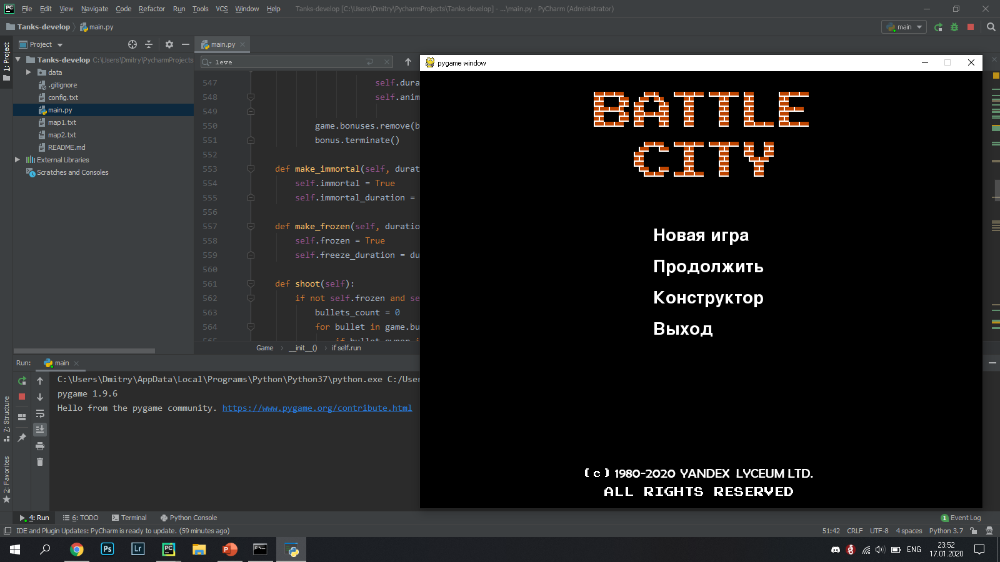 PC File Edit View Navigate Code Refactor Run Tools VCS Window Help Tanks-develop [C:\Users\Dmitry\PycharmProjects\Tanks-develop] - ...\main.py - PyCharm (Administrator)
Tanks-develop main.py main
1: Project
Project
main.py
Tanks-develop C:\Users\Dmitry\PycharmProjects
data
.gitignore
config.txt
main.py
map1.txt
map2.txt
README.md
External Libraries
Scratches and Consoles
leve
547 self.dura
548 self.anim
549
550 game.bonuses.remove(b
551 bonus.terminate()
552
553 def make_immortal(self, durat
554 self.immortal = True
555 self.immortal_duration =
556
557 def make_frozen(self, duratio
558 self.frozen = True
559 self.freeze_duration = du
560
561 def shoot(self):
562 if not self.frozen and se
563 bullets_count = 0
564 for bullet in game.bu
565 if bullet.owner i
Game __init__() if self.run
pygame window
BATTLE
CITY
Новая игра
Продолжить
Конструктор
Выход
(c) 1980-2020 YANDEX LYCEUM LTD.
ALL RIGHTS RESERVED
Run: main
C:\Users\Dmitry\AppData\Local\Programs\Python\Python37\python.exe C:/User
pygame 1.9.6
Hello from the pygame community. https://www.pygame.org/contribute.html
7: Structure
2: Favorites
4: Run 6: TODO Terminal Python Console 1 Event Log
IDE and Plugin Updates: PyCharm is ready to update. (59 minutes ago) 51:42 CRLF UTF-8 4 spaces Python 3.7
Ps Lr PC P ENG 23:52
17.01.2020